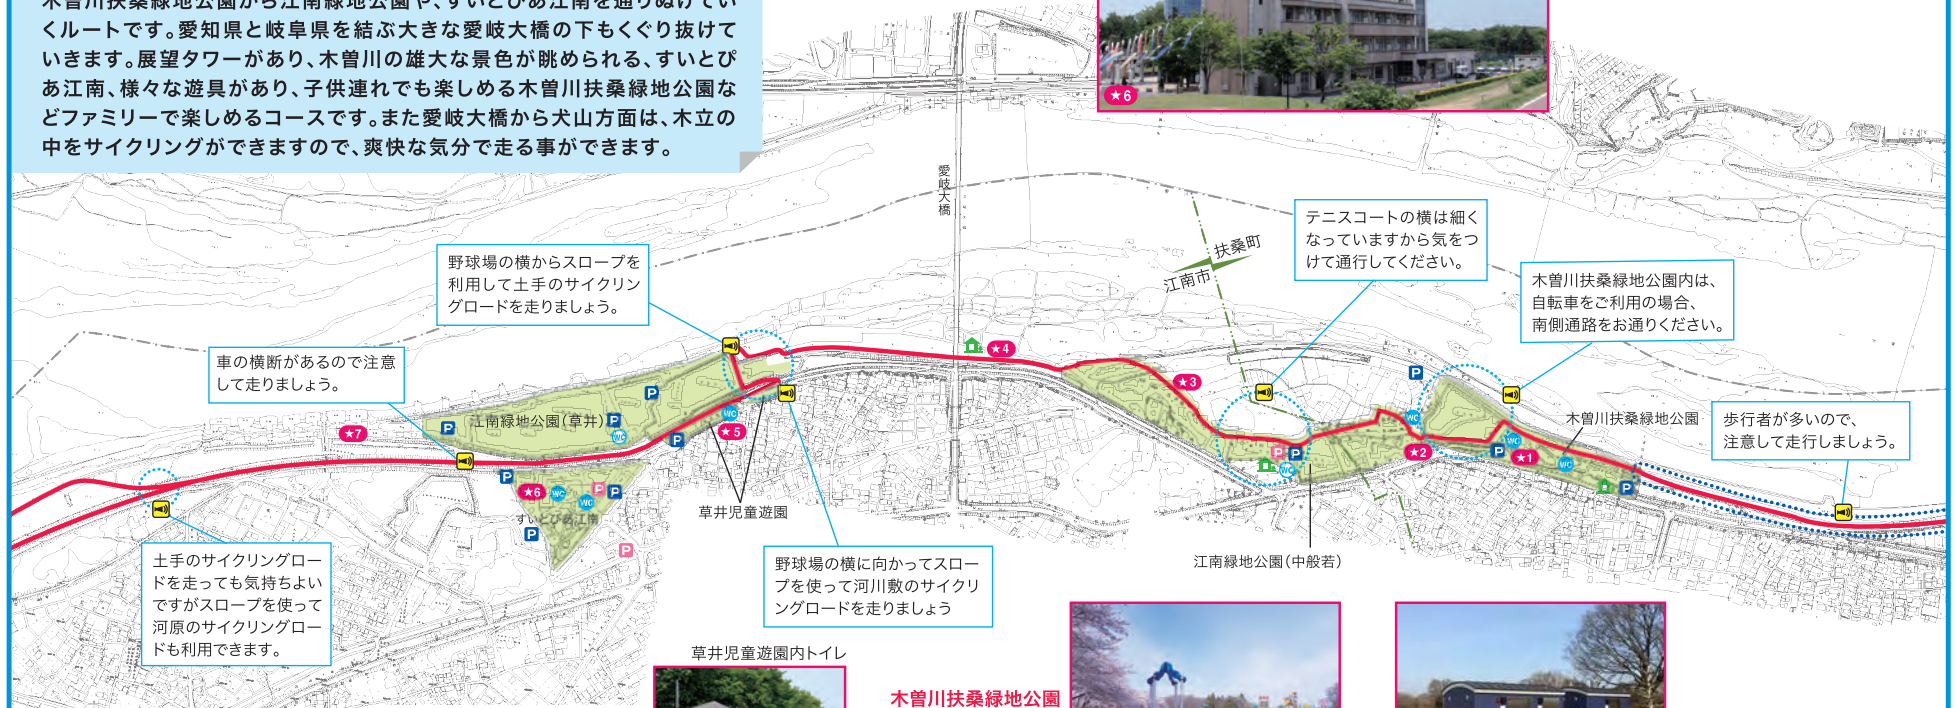 木曽川扶桑緑地公園から江南緑地公園や、すいとぴあ江南を通りぬけてい
くルートです。愛知県と岐阜県を結ぶ大きな愛岐大橋の下もくぐり抜けて
いきます。展望タワーがあり、木曽川の雄大な景色が眺められる、すいとぴ
あ江南、様々な遊具があり、子供連れでも楽しめる木曽川扶桑緑地公園な
どファミリーで楽しめるコースです。また愛岐大橋から犬山方面は、木立の
中をサイクリングができますので、爽快な気分で走る事ができます。
★6
愛岐大橋
扶桑町
江南市
テニスコートの横は細く
なっていますから気をつ
けて通行してください。
木曽川扶桑緑地公園内は、
自転車をご利用の場合、
南側通路をお通りください。
野球場の横からスロープを
利用して土手のサイクリン
グロードを走りましょう。
車の横断があるので注意
して走りましょう。
★4
★3
P
P
江南緑地公園(草井)
P
P
WC
WC
★5
P
★7
木曽川扶桑緑地公園
歩行者が多いので、
注意して走行しましょう。
WC
WC
P
★2
★1
WC
P
P
P
WC
P
★6
WC
WC
P
P
すいとぴあ江南
P
P
草井児童遊園
江南緑地公園(中般若)
土手のサイクリングロー
ドを走っても気持ちよい
ですがスロープを使って
河原のサイクリングロー
ドも利用できます。
野球場の横に向かってスロー
プを使って河川敷のサイクリ
ングロードを走りましょう
草井児童遊園内トイレ
木曽川扶桑緑地公園